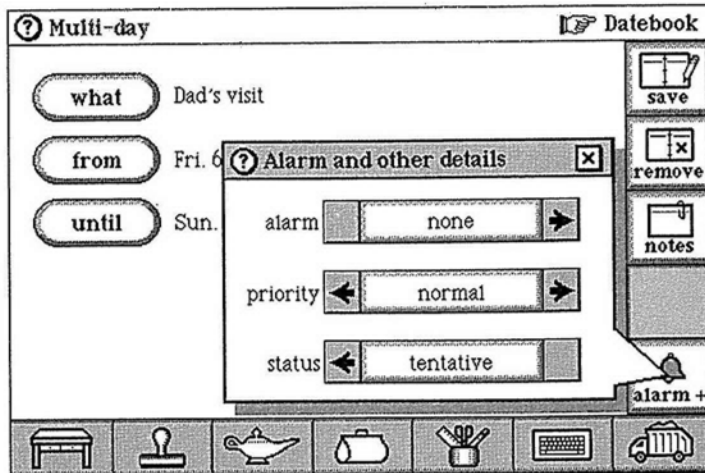 ? Multi-day
Datebook
what Dad's visit
from Fri. 6
until Sun.
? Alarm and other details
alarm none
priority normal
status tentative
save
remove
notes
alarm +